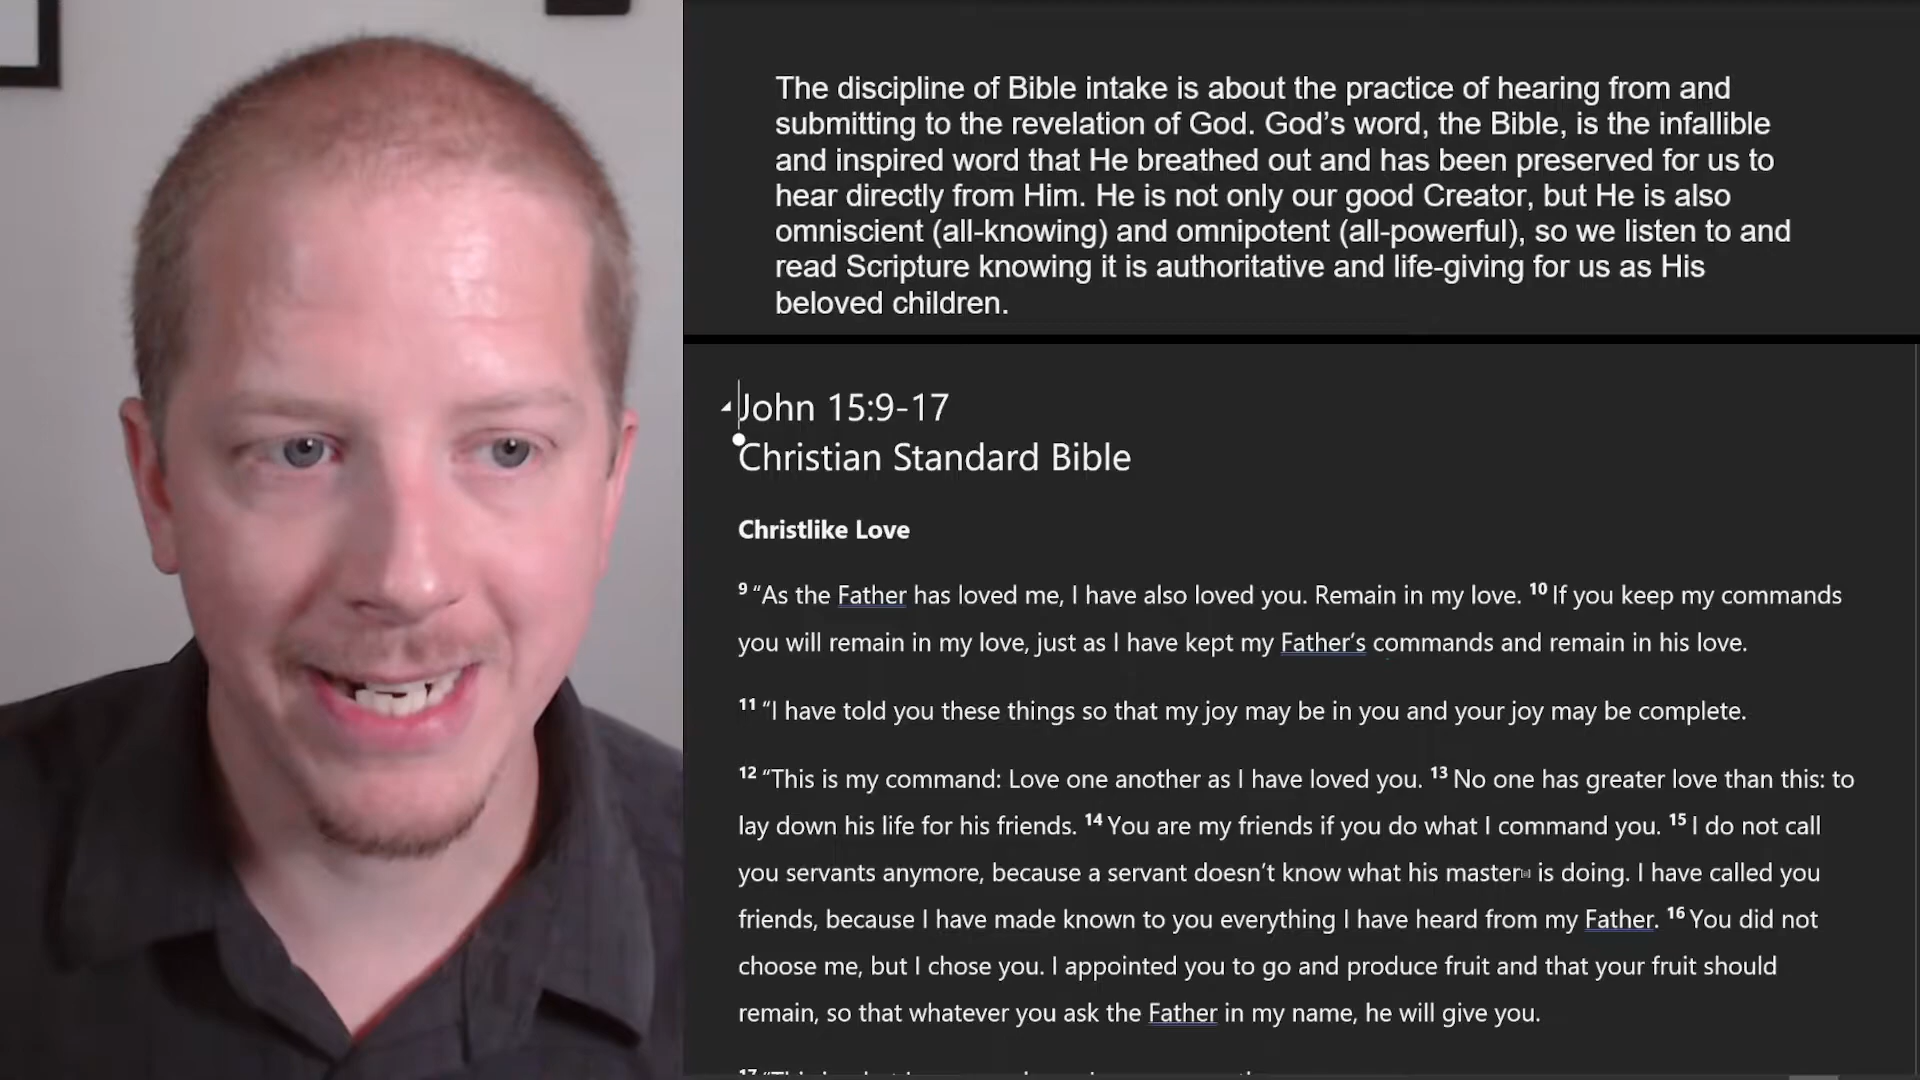 The discipline of Bible intake is about the practice of hearing from and
submitting to the revelation of God. God’s word, the Bible, is the infallible
and inspired word that He breathed out and has been preserved for us to
hear directly from Him. He is not only our good Creator, but He is also
omniscient (all-knowing) and omnipotent (all-powerful), so we listen to and
read Scripture knowing it is authoritative and life-giving for us as His
beloved children.
John 15:9-17
Christian Standard Bible
Christlike Love
9 “As the Father has loved me, I have also loved you. Remain in my love. 10 If you keep my commands
you will remain in my love, just as I have kept my Father’s commands and remain in his love.
11 “I have told you these things so that my joy may be in you and your joy may be complete.
12 “This is my command: Love one another as I have loved you. 13 No one has greater love than this: to
lay down his life for his friends. 14 You are my friends if you do what I command you. 15 I do not call
you servants anymore, because a servant doesn’t know what his master is doing. I have called you
friends, because I have made known to you everything I have heard from my Father. 16 You did not
choose me, but I chose you. I appointed you to go and produce fruit and that your fruit should
remain, so that whatever you ask the Father in my name, he will give you.